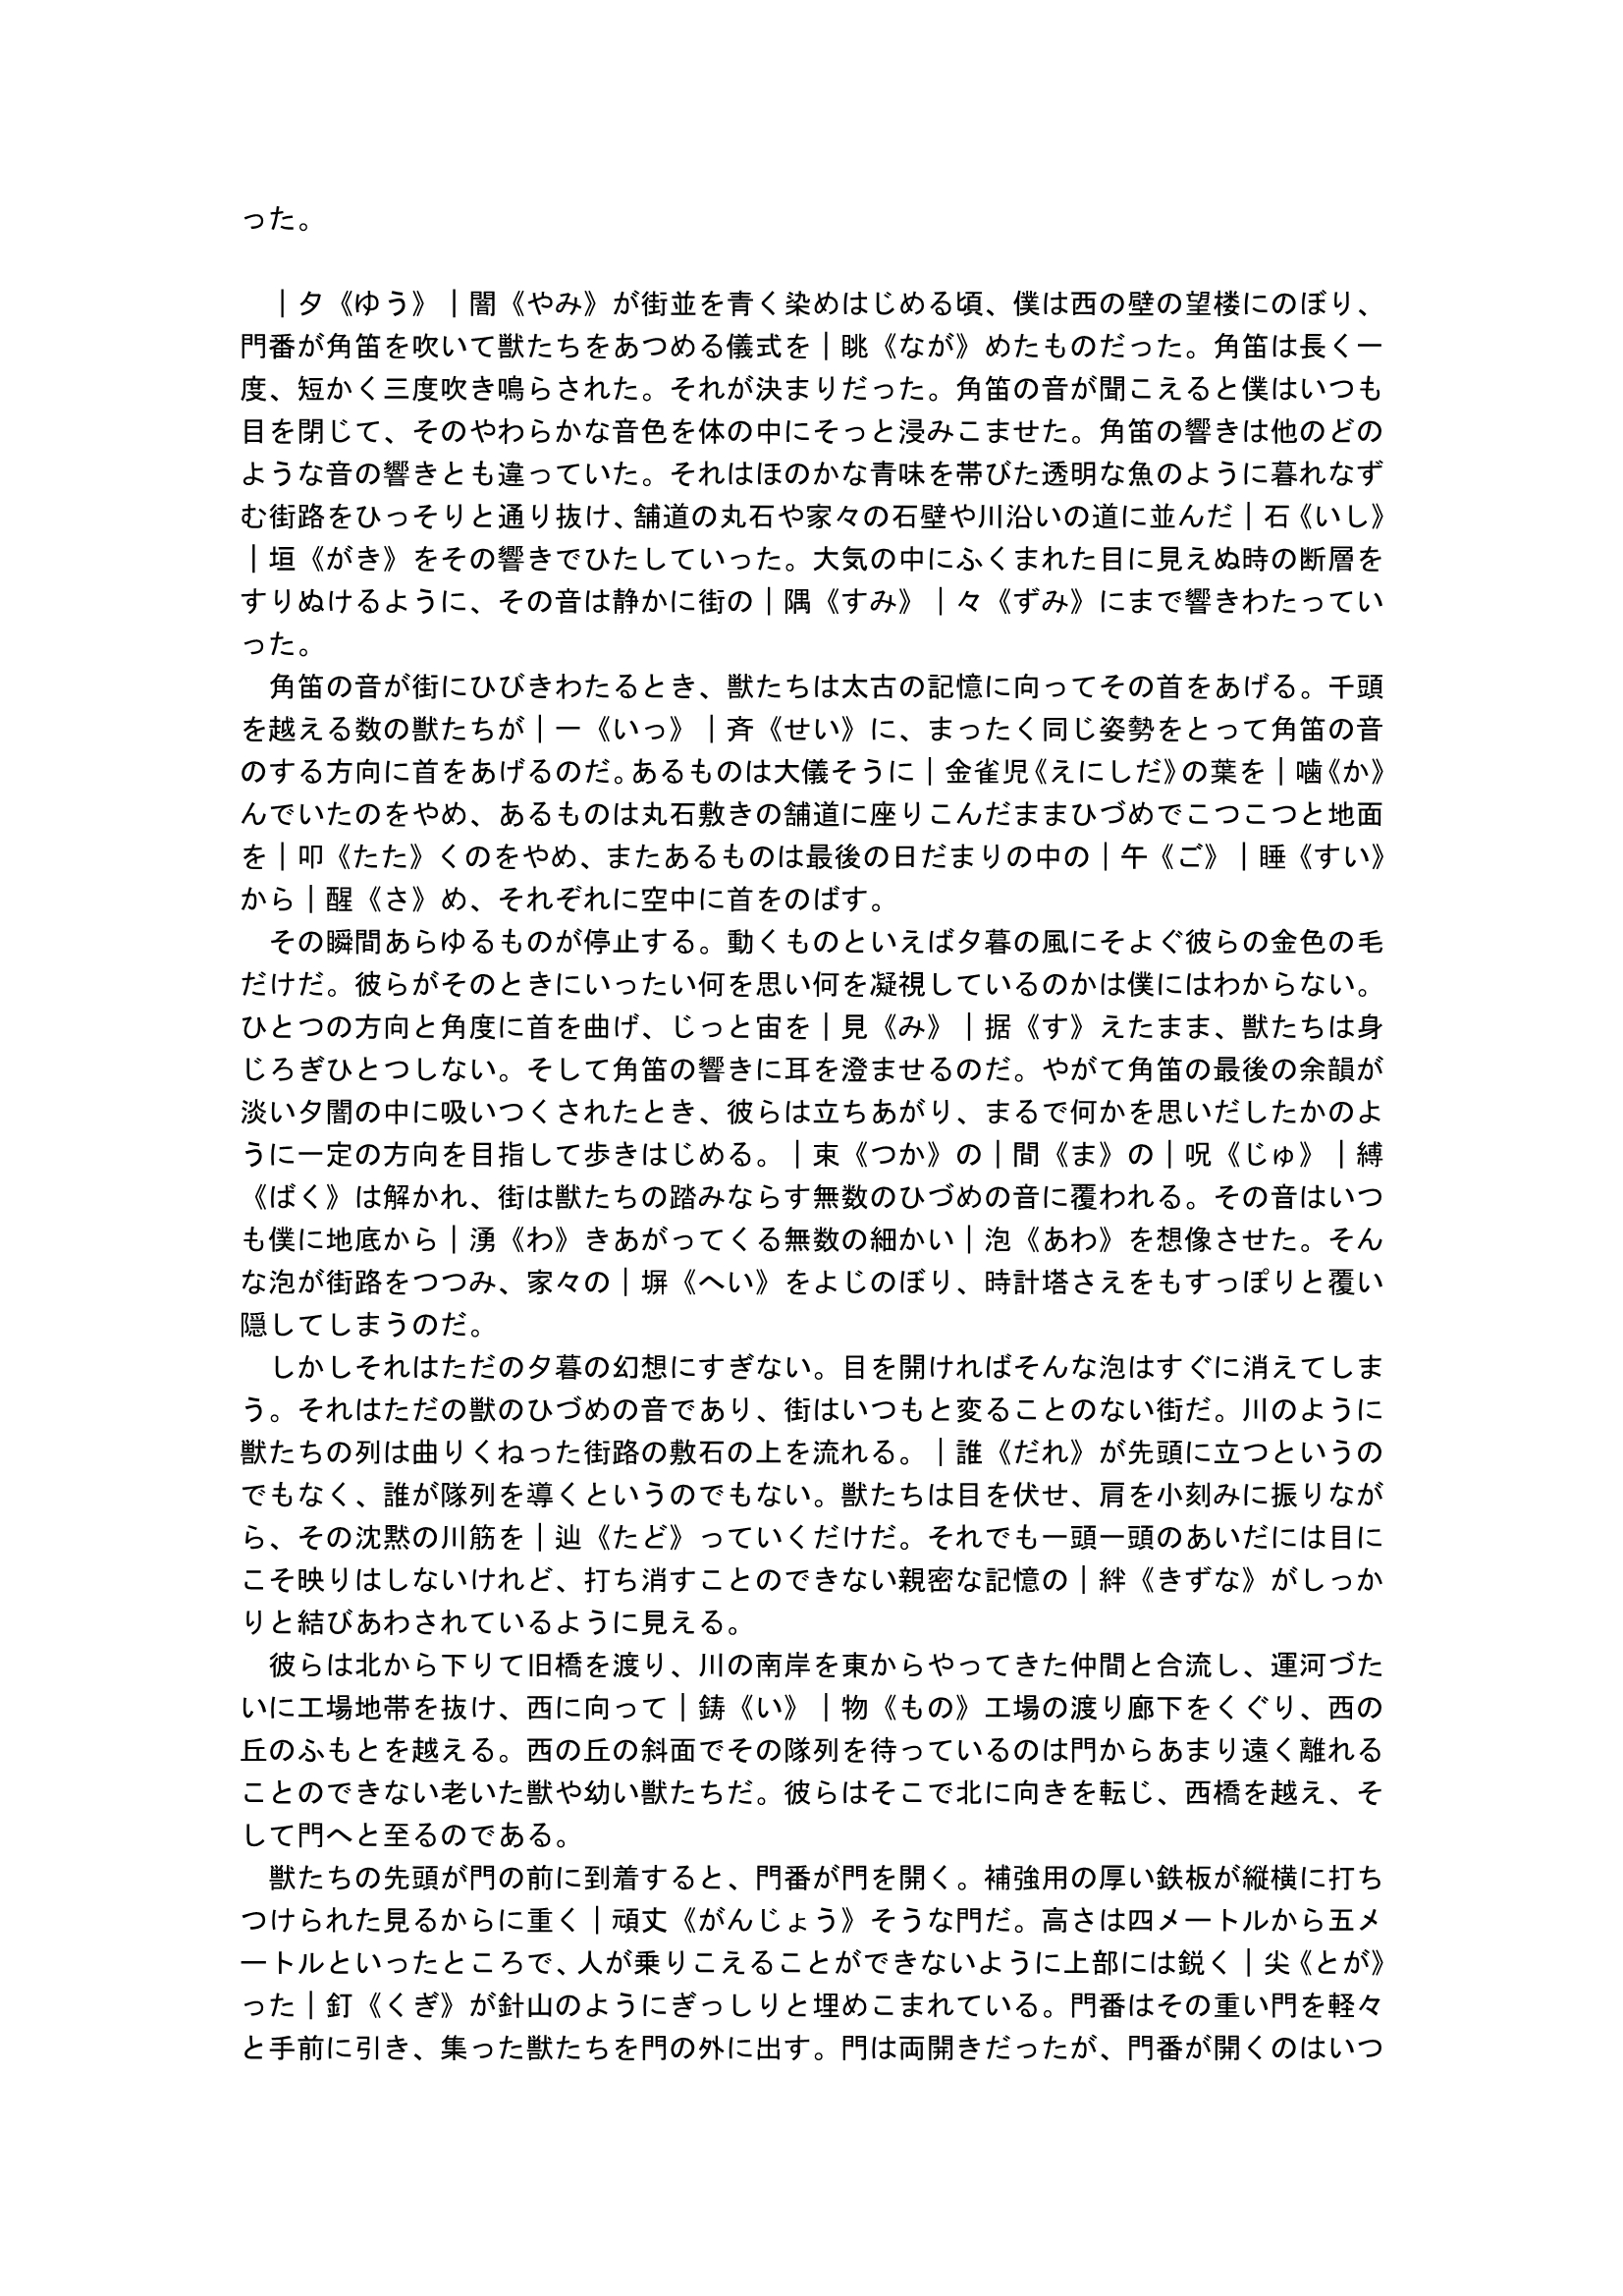 った。
｜夕《ゆう》｜闇《やみ》が街並を青く染めはじめる頃、僕は西の壁の望楼にのぼり、
門番が角笛を吹いて獣たちをあつめる儀式を｜眺《なが》めたものだった。角笛は長く一
度、短かく三度吹き鳴らされた。それが決まりだった。角笛の音が聞こえると僕はいつも
目を閉じて、そのやわらかな音色を体の中にそっと浸みこませた。角笛の響きは他のどの
ような音の響きとも違っていた。それはほのかな青味を帯びた透明な魚のように暮れなず
む街路をひっそりと通り抜け、舗道の丸石や家々の石壁や川沿いの道に並んだ｜石《いし》
｜垣《がき》をその響きでひたしていった。大気の中にふくまれた目に見えぬ時の断層を
すりぬけるように、その音は静かに街の｜隅《すみ》｜々《ずみ》にまで響きわたってい
った。
角笛の音が街にひびきわたるとき、獣たちは太古の記憶に向ってその首をあげる。千頭
を越える数の獣たちが｜一《いっ》｜斉《せい》に、まったく同じ姿勢をとって角笛の音
のする方向に首をあげるのだ。あるものは大儀そうに｜金雀児《えにしだ》の葉を｜噛《か》
んでいたのをやめ、あるものは丸石敷きの舗道に座りこんだままひづめでこつこつと地面
を｜叩《たた》くのをやめ、またあるものは最後の日だまりの中の｜午《ご》｜睡《すい》
から｜醒《さ》め、それぞれに空中に首をのばす。
その瞬間あらゆるものが停止する。動くものといえば夕暮の風にそよぐ彼らの金色の毛
だけだ。彼らがそのときにいったい何を思い何を凝視しているのかは僕にはわからない。
ひとつの方向と角度に首を曲げ、じっと宙を｜見《み》｜据《す》えたまま、獣たちは身
じろぎひとつしない。そして角笛の響きに耳を澄ませるのだ。やがて角笛の最後の余韻が
淡い夕闇の中に吸いつくされたとき、彼らは立ちあがり、まるで何かを思いだしたかのよ
うに一定の方向を目指して歩きはじめる。｜束《つか》の｜間《ま》の｜呪《じゅ》｜縛
《ばく》は解かれ、街は獣たちの踏みならす無数のひづめの音に覆われる。その音はいつ
も僕に地底から｜湧《わ》きあがってくる無数の細かい｜泡《あわ》を想像させた。そん
な泡が街路をつつみ、家々の｜塀《へい》をよじのぼり、時計塔さえをもすっぽりと覆い
隠してしまうのだ。
しかしそれはただの夕暮の幻想にすぎない。目を開ければそんな泡はすぐに消えてしま
う。それはただの獣のひづめの音であり、街はいつもと変ることのない街だ。川のように
獣たちの列は曲りくねった街路の敷石の上を流れる。｜誰《だれ》が先頭に立つというの
でもなく、誰が隊列を導くというのでもない。獣たちは目を伏せ、肩を小刻みに振りなが
ら、その沈黙の川筋を｜辿《たど》っていくだけだ。それでも一頭一頭のあいだには目に
こそ映りはしないけれど、打ち消すことのできない親密な記憶の｜絆《きずな》がしっか
りと結びあわされているように見える。
彼らは北から下りて旧橋を渡り、川の南岸を東からやってきた仲間と合流し、運河づた
いに工場地帯を抜け、西に向って｜鋳《い》｜物《もの》工場の渡り廊下をくぐり、西の
丘のふもとを越える。西の丘の斜面でその隊列を待っているのは門からあまり遠く離れる
ことのできない老いた獣や幼い獣たちだ。彼らはそこで北に向きを転じ、西橋を越え、そ
して門へと至るのである。
獣たちの先頭が門の前に到着すると、門番が門を開く。補強用の厚い鉄板が縦横に打ち
つけられた見るからに重く｜頑丈《がんじょう》そうな門だ。高さは四メートルから五メ
ートルといったところで、人が乗りこえることができないように上部には鋭く｜尖《とが》
った｜釘《くぎ》が針山のようにぎっしりと埋めこまれている。門番はその重い門を軽々
と手前に引き、集った獣たちを門の外に出す。門は両開きだったが、門番が開くのはいつ